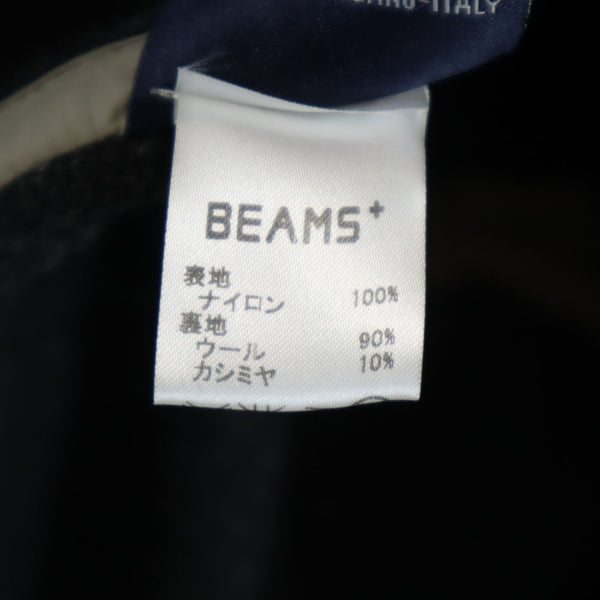 -ITALY
BEAMS+
表地
ナイロン 100%
裏地
ウール 90%
カシミヤ 10%